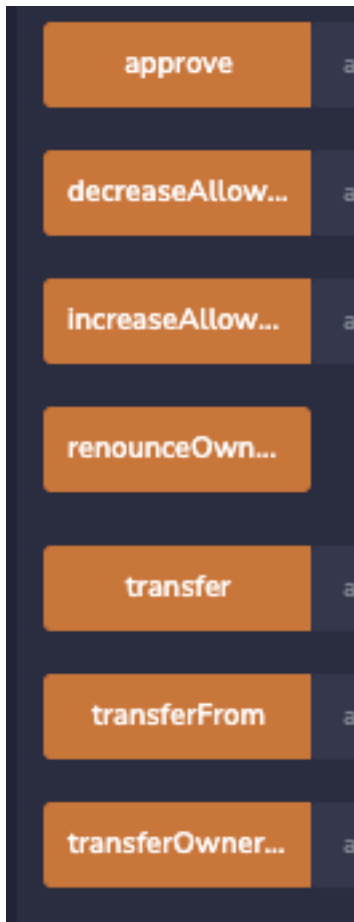 approve a
decreaseAllow... a
increaseAllow... a
renounceOwn...
transfer a
transferFrom a
transferOwner... a